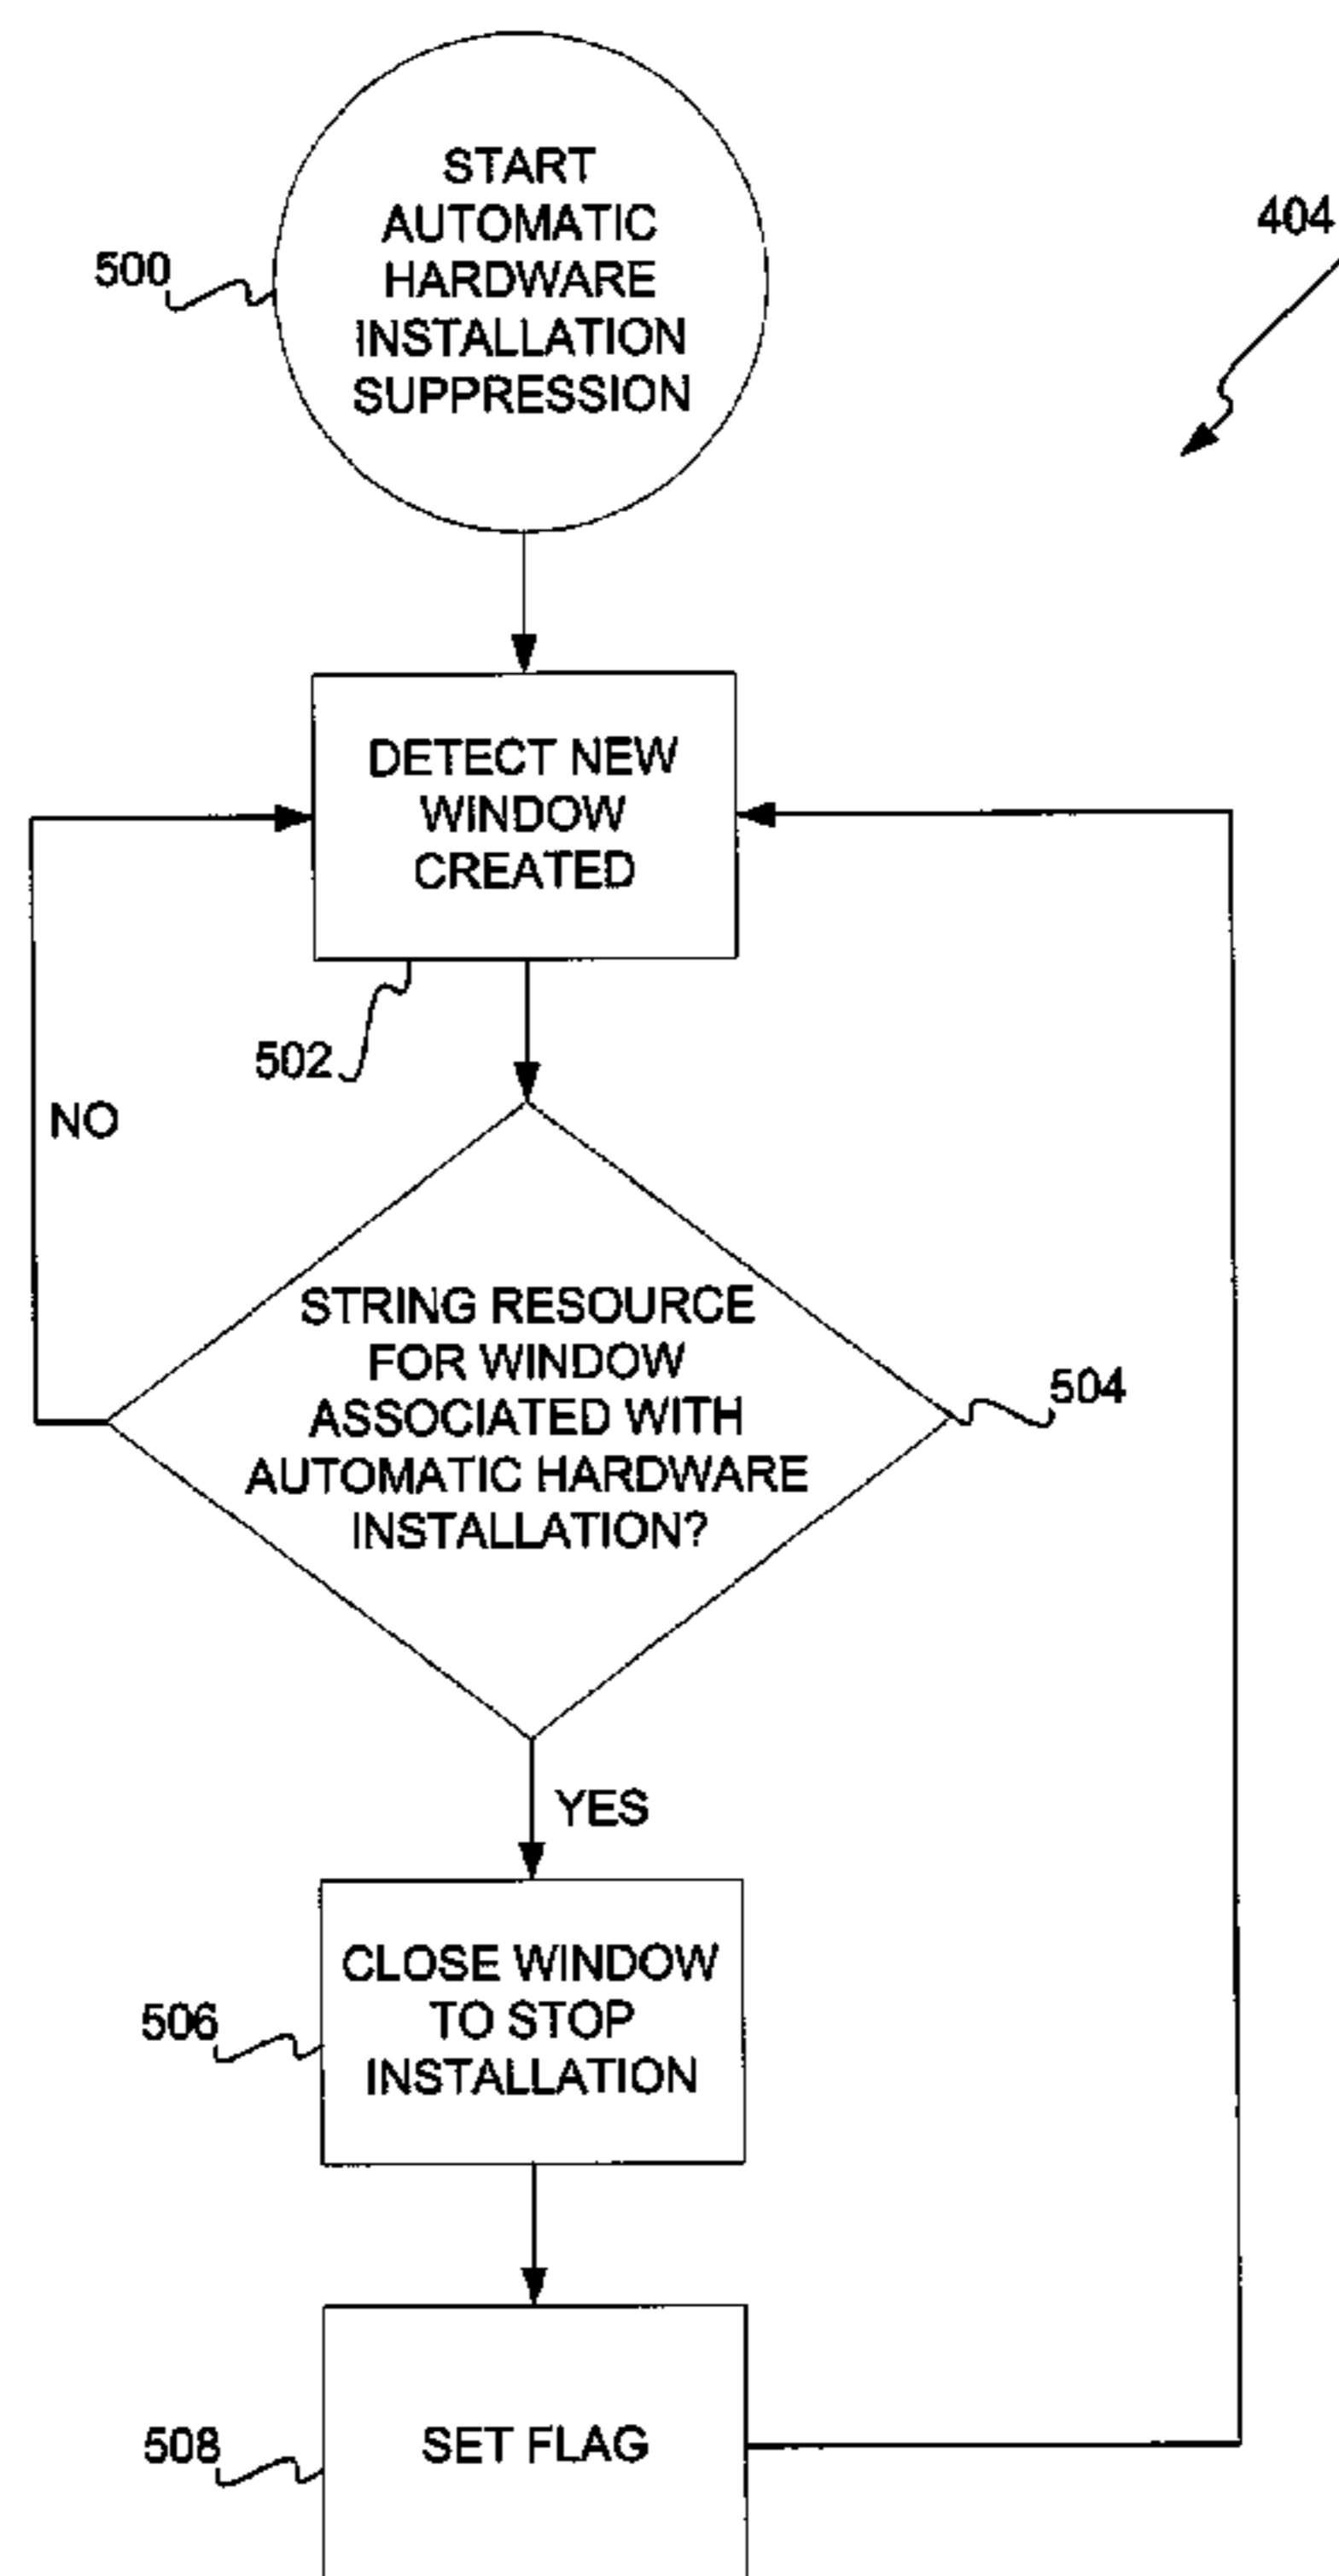 START
AUTOMATIC
HARDWARE
INSTALLATION
SUPPRESSION
500
404
DETECT NEW
WINDOW
CREATED
502
NO
STRING RESOURCE
FOR WINDOW
ASSOCIATED WITH
AUTOMATIC HARDWARE
INSTALLATION?
504
YES
CLOSE WINDOW
TO STOP
INSTALLATION
506
SET FLAG
508